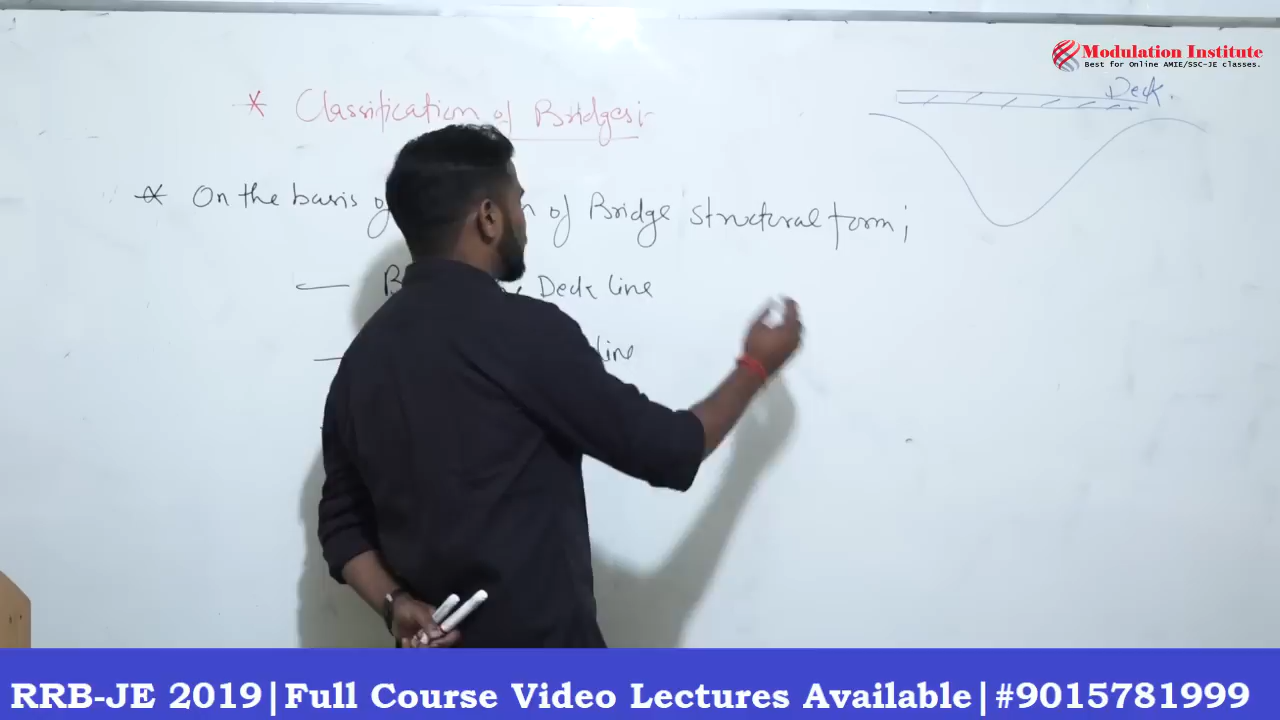 Modulation Institute
Best for Online AMIE/SSC-JE classes.
Deck.
* Classification of Bridges:-
* On the basis of of Bridge structural form;
Deck line
line
RRB-JE 2019|Full Course Video Lectures Available|#9015781999